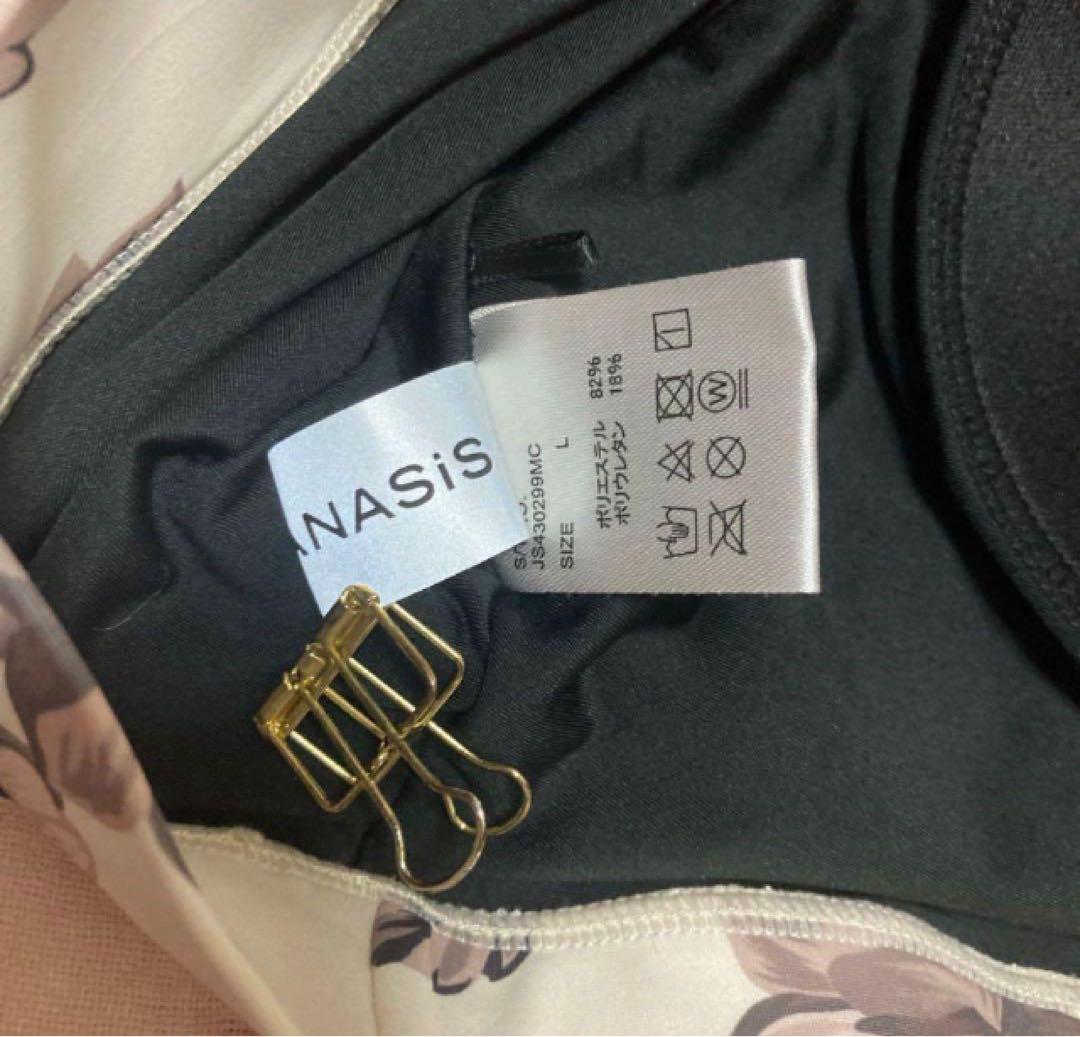 ANASiS
JS430299MC
SIZE L
ポリエステル 82%
ポリウレタン 18%
W